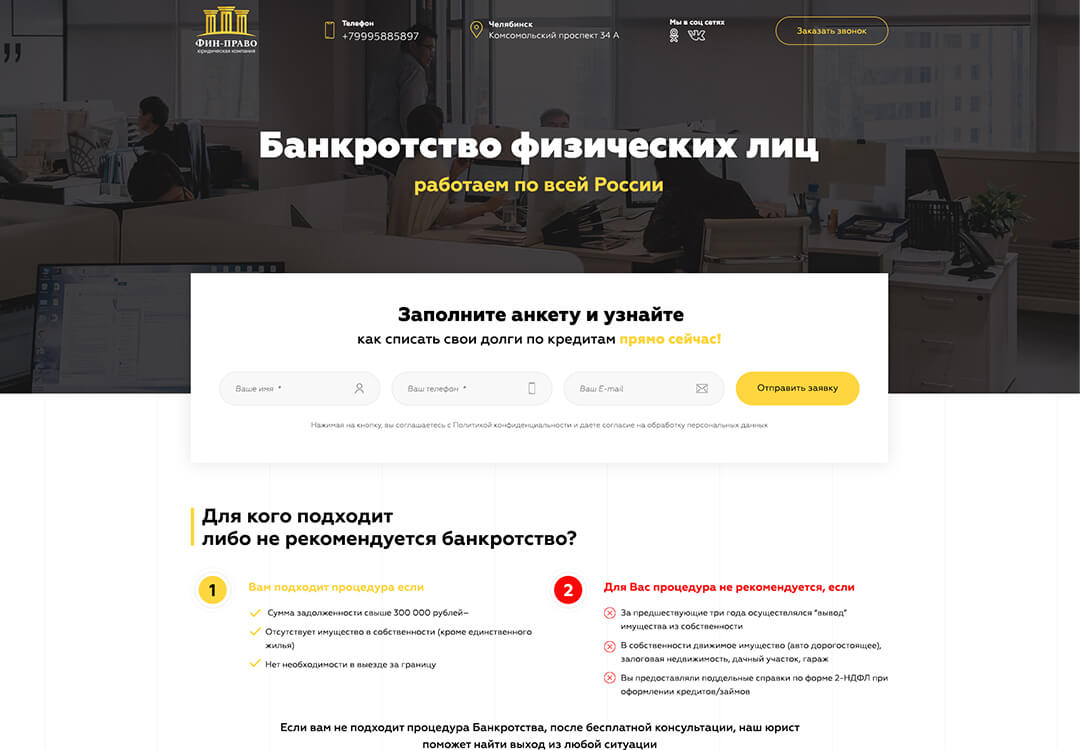 ФИН-ПРАВО
юридическая компания
Телефон
+79995885897
Челябинск
Комсомольский проспект 34 А
Мы в соц сетях
Заказать звонок
Банкротство физических лиц
работаем по всей России
Заполните анкету и узнайте
как списать свои долги по кредитам прямо сейчас!
Ваше имя *
Ваш телефон *
Ваш E-mail
Отправить заявку
Нажимая на кнопку, вы соглашаетесь с Политикой конфиденциальности и даете согласие на обработку персональных данных
Для кого подходит
либо не рекомендуется банкротство?
1
Вам подходит процедура если
Сумма задолженности свыше 300 000 рублей–
Отсутствует имущество в собственности (кроме единственного
жилья)
Нет необходимости в выезде за границу
2
Для Вас процедура не рекомендуется, если
За предшествующие три года осуществлялся “вывод”
имущества из собственности
В собственности движимое имущество (авто дорогостоящее),
залоговая недвижимость, дачный участок, гараж
Вы предоставляли поддельные справки по форме 2-НДФЛ при
оформлении кредитов/займов
Если вам не подходит процедура Банкротства, после бесплатной консультации, наш юрист
поможет найти выход из любой ситуации